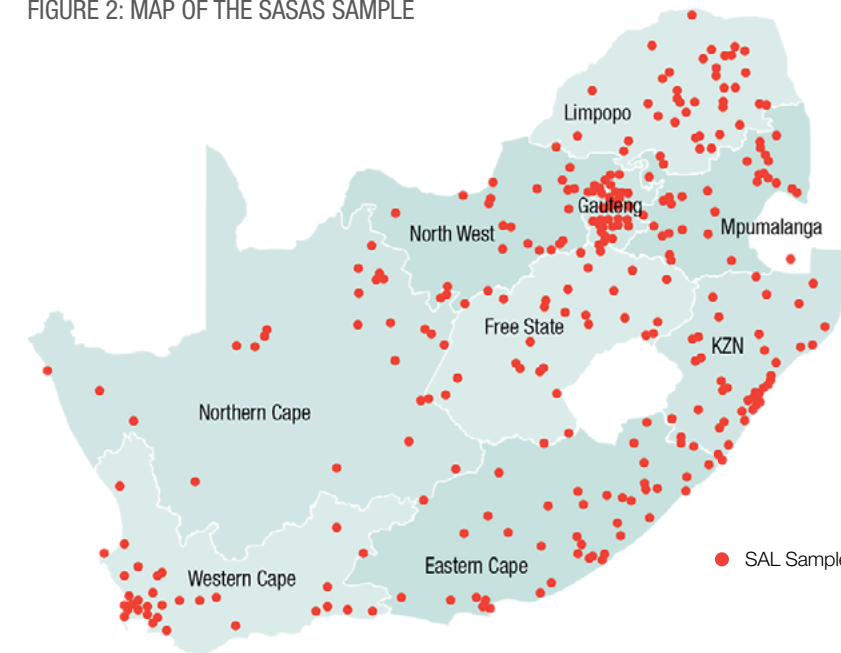 FIGURE 2: MAP OF THE SASAS SAMPLE
Limpopo
Gauteng
North West
Mpumalanga
Free State
KZN
Northern Cape
SAL Sample
Eastern Cape
Western Cape